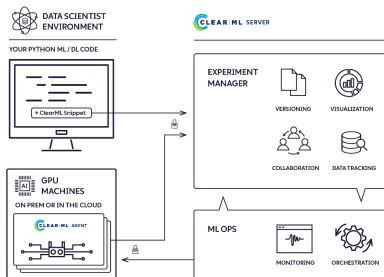 DATA SCIENTIST
ENVIRONMENT
YOUR PYTHON ML / DL CODE
+ ClearML Snippet
AI
GPU
MACHINES
ON PREM OR IN THE CLOUD
CLEAR|ML AGENT
CLEAR|ML SERVER
EXPERIMENT
MANAGER
VERSIONING
VISUALIZATION
COLLABORATION
DATA TRACKING
ML OPS
MONITORING
ORCHESTRATION